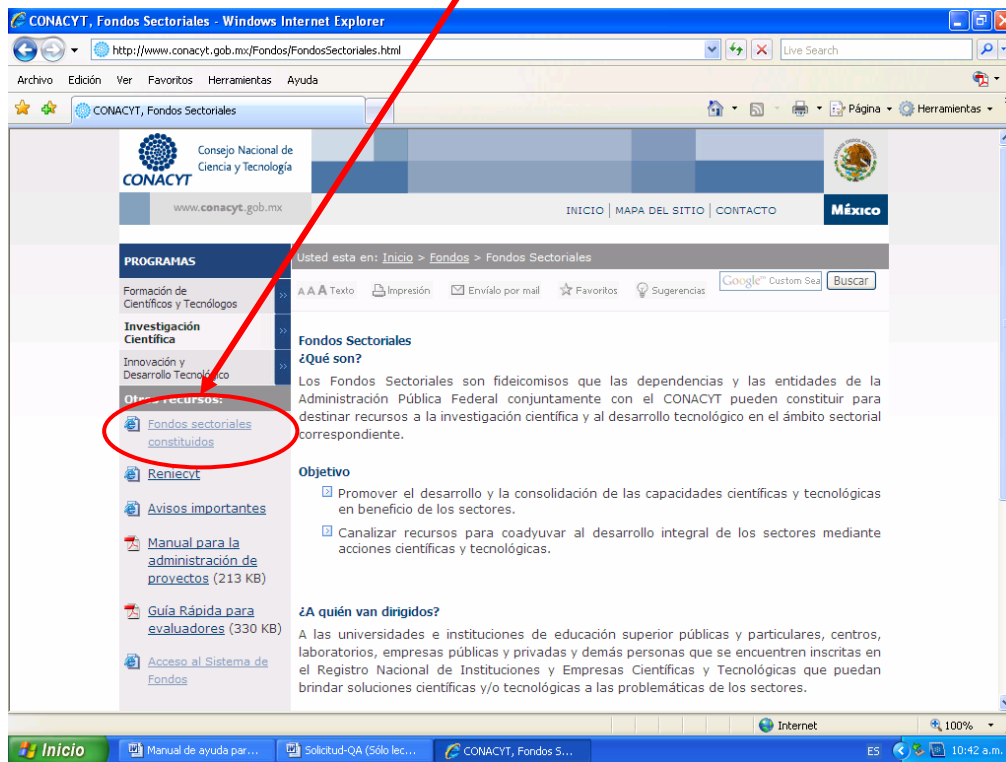 CONACYT, Fondos Sectoriales - Windows Internet Explorer
http://www.conacyt.gob.mx/Fondos/FondosSectoriales.html
Live Search
Archivo Edición Ver Favoritos Herramientas Ayuda
CONACYT, Fondos Sectoriales
Página
Herramientas
CONACYT
Consejo Nacional de
Ciencia y Tecnología
www.conacyt.gob.mx
INICIO | MAPA DEL SITIO | CONTACTO
México
PROGRAMAS
Formación de
Científicos y Tecnólogos
Investigación
Científica
Innovación y
Desarrollo Tecnológico
Otros recursos:
Fondos sectoriales
constituidos
Reniecyt
Avisos importantes
Manual para la
administración de
proyectos (213 KB)
Guía Rápida para
evaluadores (330 KB)
Acceso al Sistema de
Fondos
Usted esta en: Inicio > Fondos > Fondos Sectoriales
A A A Texto Impresión Envíalo por mail Favoritos Sugerencias
Google™ Custom Sea
Buscar
Fondos Sectoriales
¿Qué son?
Los Fondos Sectoriales son fideicomisos que las dependencias y las entidades de la
Administración Pública Federal conjuntamente con el CONACYT pueden constituir para
destinar recursos a la investigación científica y al desarrollo tecnológico en el ámbito sectorial
correspondiente.
Objetivo
Promover el desarrollo y la consolidación de las capacidades científicas y tecnológicas
en beneficio de los sectores.
Canalizar recursos para coadyuvar al desarrollo integral de los sectores mediante
acciones científicas y tecnológicas.
¿A quién van dirigidos?
A las universidades e instituciones de educación superior públicas y particulares, centros,
laboratorios, empresas públicas y privadas y demás personas que se encuentren inscritas en
el Registro Nacional de Instituciones y Empresas Científicas y Tecnológicas que puedan
brindar soluciones científicas y/o tecnológicas a las problemáticas de los sectores.
Internet
100%
Inicio
Manual de ayuda par...
Solicitud-QA (Sólo lec...
CONACYT, Fondos S...
ES
10:42 a.m.